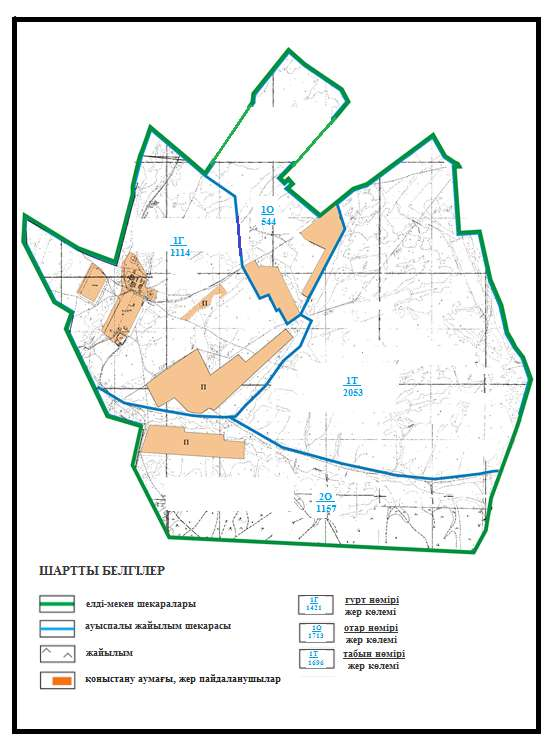 1О
544
1Г
1114
П
1Т
2053
П
П
2О
1157
ШАРТТЫ БЕЛГІЛЕР
елді-мекен шекаралары
ауыспалы жайылым шекарасы
жайылым
қоныстану аумағы, жер пайдаланушылар
1Г
1421
гурт нөмірі
жер көлемі
1О
1713
отар нөмірі
жер көлемі
1Т
1696
табын нөмірі
жер көлемі